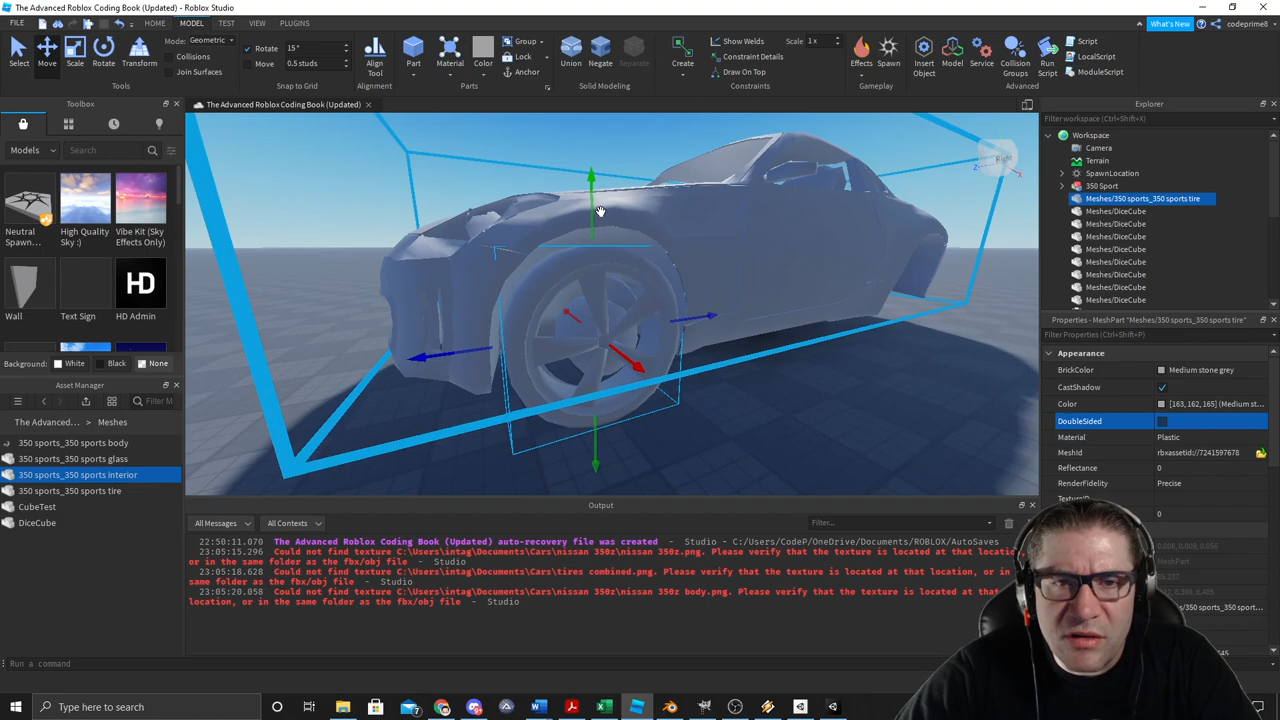 The Advanced Roblox Coding Book (Updated) - Roblox Studio
FILE HOME MODEL TEST VIEW PLUGINS What's New codeprime8
Select Move Scale Rotate Transform
Mode: Geometric
Collisions
Join Surfaces
Tools
Rotate 15°
Move 0.5 studs
Snap to Grid
Align Tool
Alignment
Part Material Color
Group
Lock
Anchor
Parts
Union Negate Separate
Solid Modeling
Create
Show Welds Scale 1 x
Constraint Details
Draw On Top
Constraints
Effects Spawn
Gameplay
Insert Object Model Service Collision Groups Run Script
Script
LocalScript
ModuleScript
Advanced
Toolbox
Models Search
Neutral Spawn...
High Quality Sky :)
Vibe Kit (Sky Effects Only)
Wall
Text Sign
HD
HD Admin
Background: White Black None
Asset Manager
Filter M
The Advanced... > Meshes
350 sports_350 sports body
350 sports_350 sports glass
350 sports_350 sports interior
350 sports_350 sports tire
CubeTest
DiceCube
The Advanced Roblox Coding Book (Updated)
Right
Z
X
Explorer
Filter workspace (Ctrl+Shift+X)
Workspace
Camera
Terrain
SpawnLocation
350 Sport
Meshes/350 sports_350 sports tire
Meshes/DiceCube
Meshes/DiceCube
Meshes/DiceCube
Meshes/DiceCube
Meshes/DiceCube
Meshes/DiceCube
Meshes/DiceCube
Meshes/DiceCube
Properties - MeshPart "Meshes/350 sports_350 sports tire"
Filter Properties (Ctrl+Shift+P)
Appearance
BrickColor Medium stone grey
CastShadow
Color [163, 162, 165] (Medium st...
DoubleSided
Material Plastic
MeshId rbxassetid://7241597678
Reflectance 0
RenderFidelity Precise
0
MeshPart
Output
All Messages All Contexts Filter...
22:50:11.070 The Advanced Roblox Coding Book (Updated) auto-recovery file was created - Studio - C:/Users/CodeP/OneDrive/Documents/ROBLOX/AutoSaves
23:05:15.296 Could not find texture C:\Users\intag\Documents\Cars\nissan 350z\nissan 350z.png. Please verify that the texture is located at that locatio
or in the same folder as the fbx/obj file - Studio
23:05:18.628 Could not find texture C:\Users\intag\Documents\Cars\tires combined.png. Please verify that the texture is located at that location, or in
same folder as the fbx/obj file - Studio
23:05:20.058 Could not find texture C:\Users\intag\Documents\Cars\nissan 350z\nissan 350z body.png. Please verify that the texture is located at that
location, or in the same folder as the fbx/obj file - Studio
Run a command
Type here to search